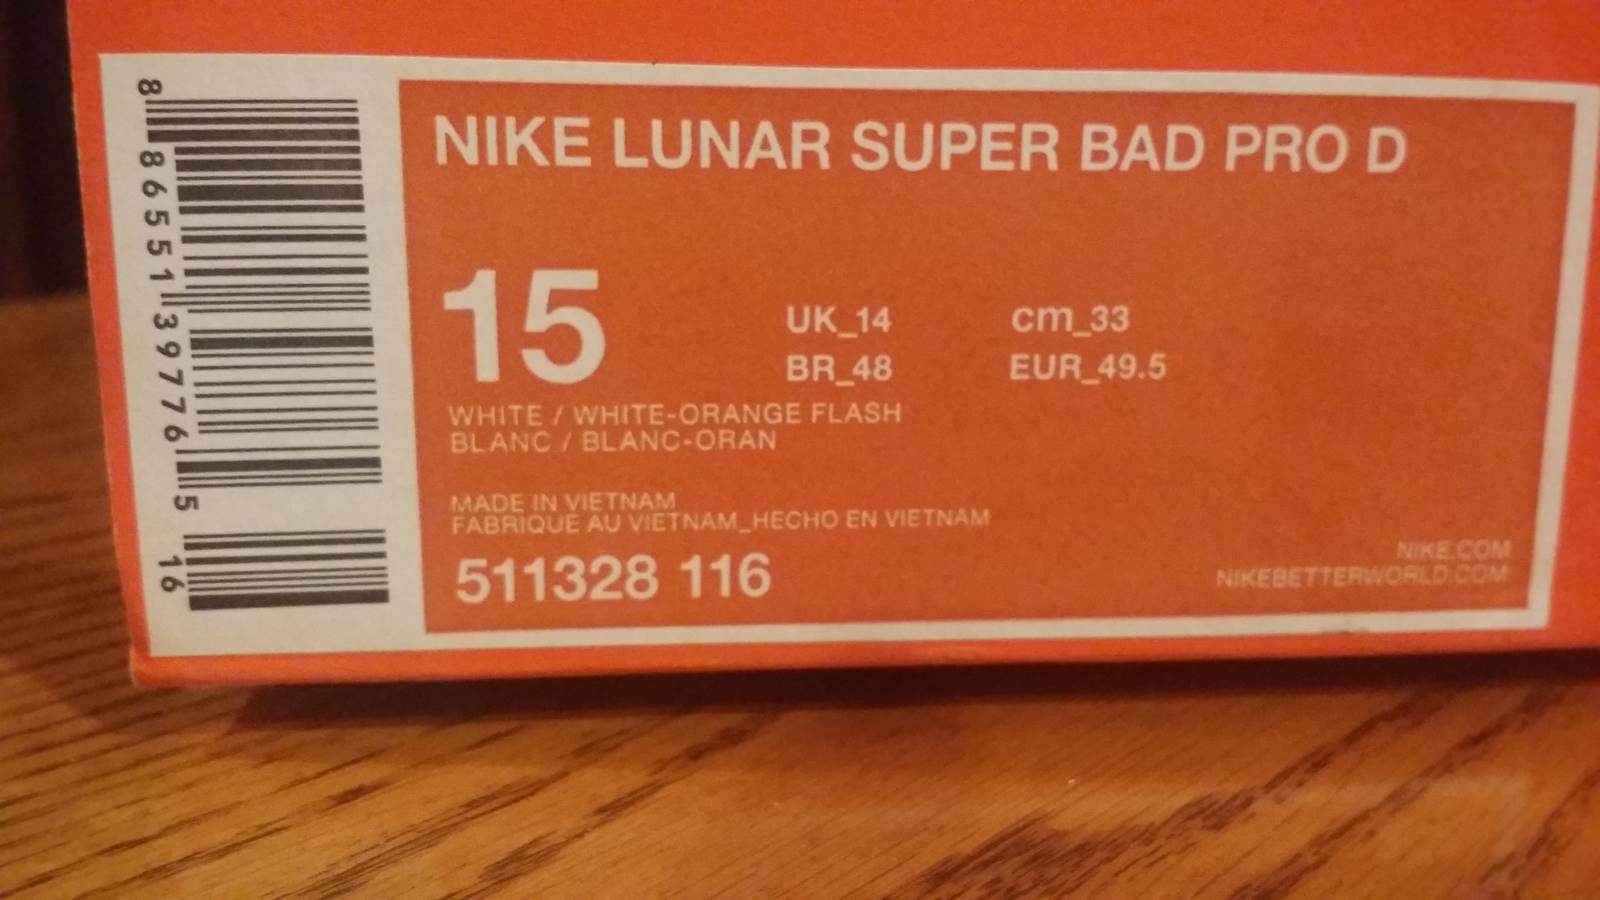 8 86551 39776 5 16
NIKE LUNAR SUPER BAD PRO D
15
UK_14 cm_33
BR_48 EUR_49.5
WHITE / WHITE-ORANGE FLASH
BLANC / BLANC-ORAN
MADE IN VIETNAM
FABRIQUE AU VIETNAM_HECHO EN VIETNAM
511328 116
NIKE.COM
NIKEBETTERWORLD.COM